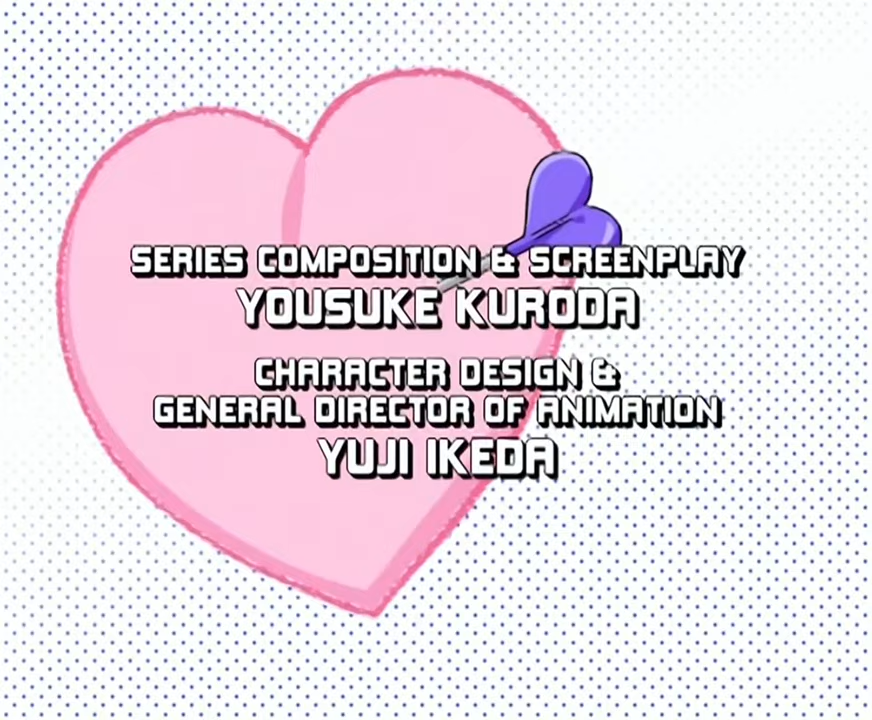 SERIES COMPOSITION & SCREENPLAY
YOUSUKE KURODA
CHARACTER DESIGN &
GENERAL DIRECTOR OF ANIMATION
YUJI IKEDA